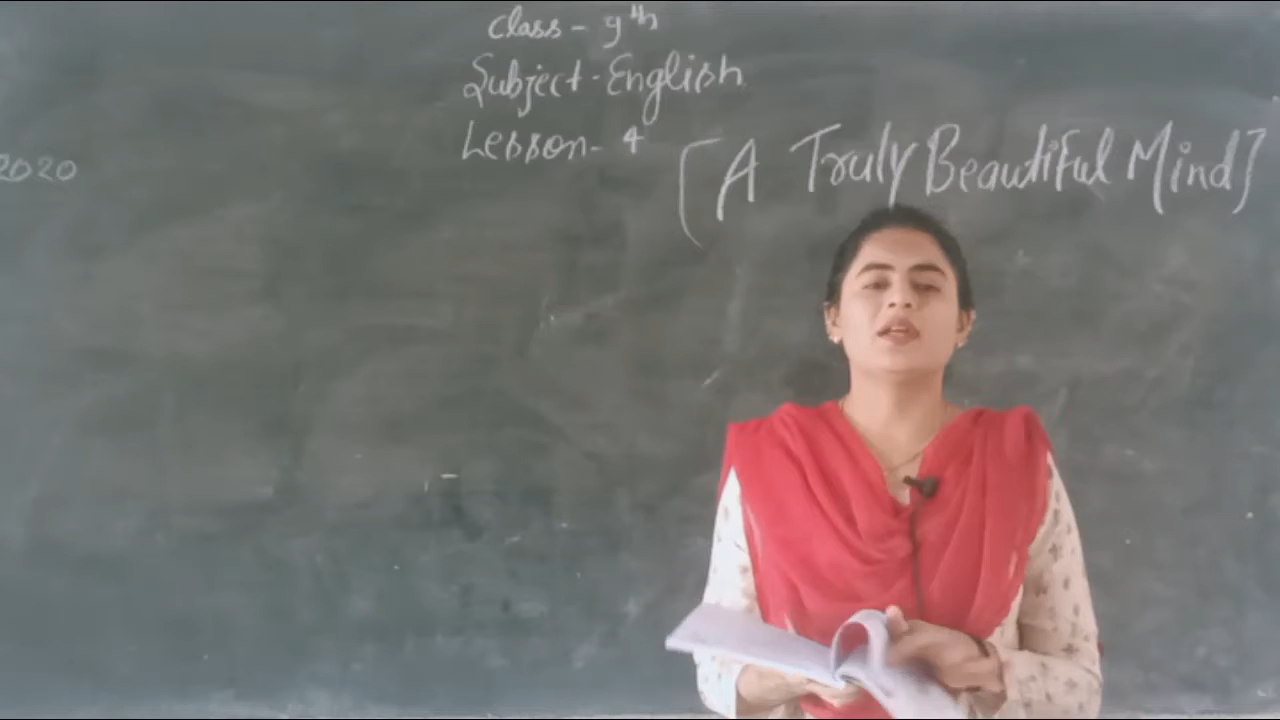 Class - 9th
Subject - English
Lesson - 4
[A Truly Beautiful Mind]
2020